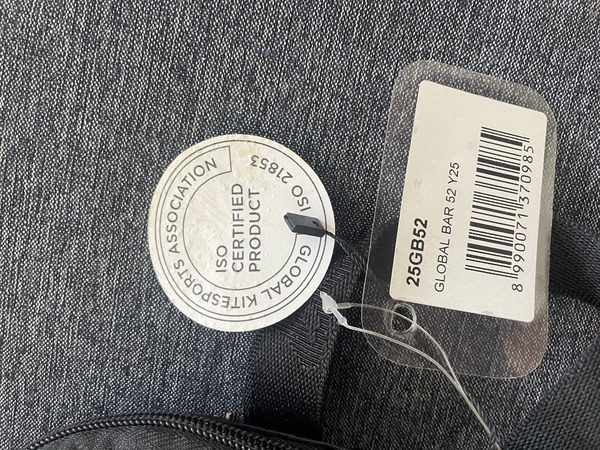 GLOBAL KITESPORTS ASSOCIATION
ISO 21853
ISO
CERTIFIED
PRODUCT
25GB52
GLOBAL BAR 52 Y25
8 990071 370985